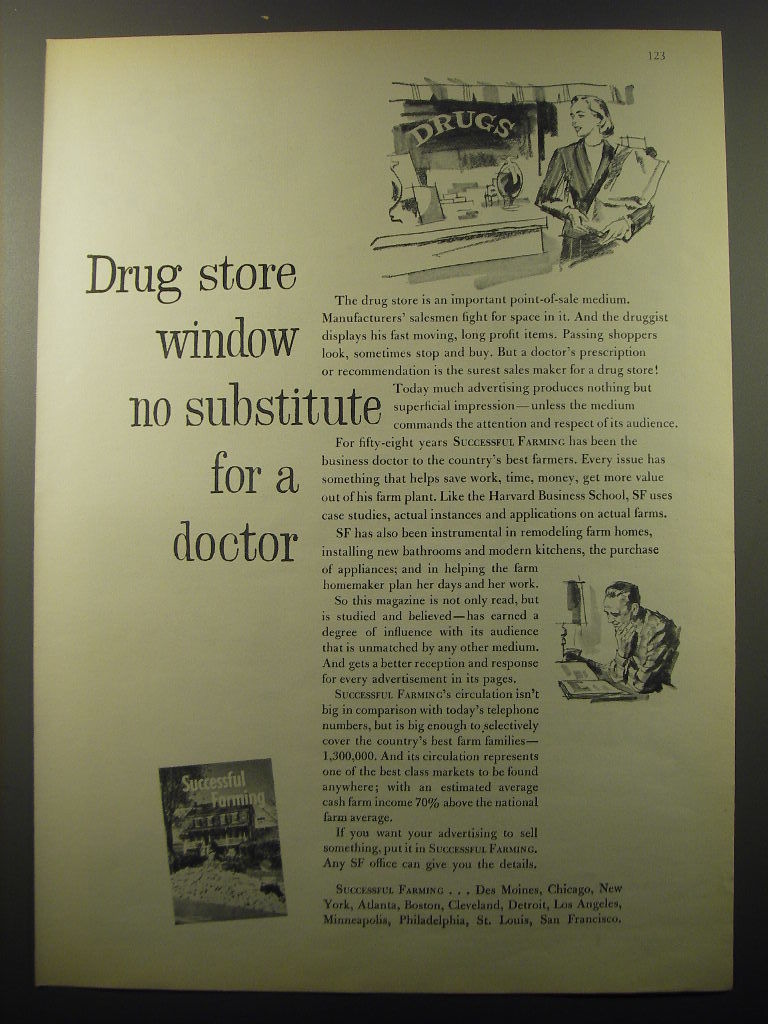 123
DRUGS
Drug store
window
no substitute
for a
doctor
The drug store is an important point-of-sale medium.
Manufacturers' salesmen fight for space in it. And the druggist
displays his fast moving, long profit items. Passing shoppers
look, sometimes stop and buy. But a doctor's prescription
or recommendation is the surest sales maker for a drug store!
Today much advertising produces nothing but
superficial impression—unless the medium
commands the attention and respect of its audience.
For fifty-eight years SUCCESSFUL FARMING has been the
business doctor to the country's best farmers. Every issue has
something that helps save work, time, money, get more value
out of his farm plant. Like the Harvard Business School, SF uses
case studies, actual instances and applications on actual farms.
SF has also been instrumental in remodeling farm homes,
installing new bathrooms and modern kitchens, the purchase
of appliances; and in helping the farm
homemaker plan her days and her work.
So this magazine is not only read, but
is studied and believed—has earned a
degree of influence with its audience
that is unmatched by any other medium.
And gets a better reception and response
for every advertisement in its pages.
SUCCESSFUL FARMING's circulation isn't
big in comparison with today's telephone
numbers, but is big enough to selectively
cover the country's best farm families—
1,300,000. And its circulation represents
one of the best class markets to be found
anywhere; with an estimated average
cash farm income 70% above the national
farm average.
If you want your advertising to sell
something, put it in SUCCESSFUL FARMING.
Any SF office can give you the details.
SUCCESSFUL FARMING . . . Des Moines, Chicago, New
York, Atlanta, Boston, Cleveland, Detroit, Los Angeles,
Minneapolis, Philadelphia, St. Louis, San Francisco.
Successful
Farming